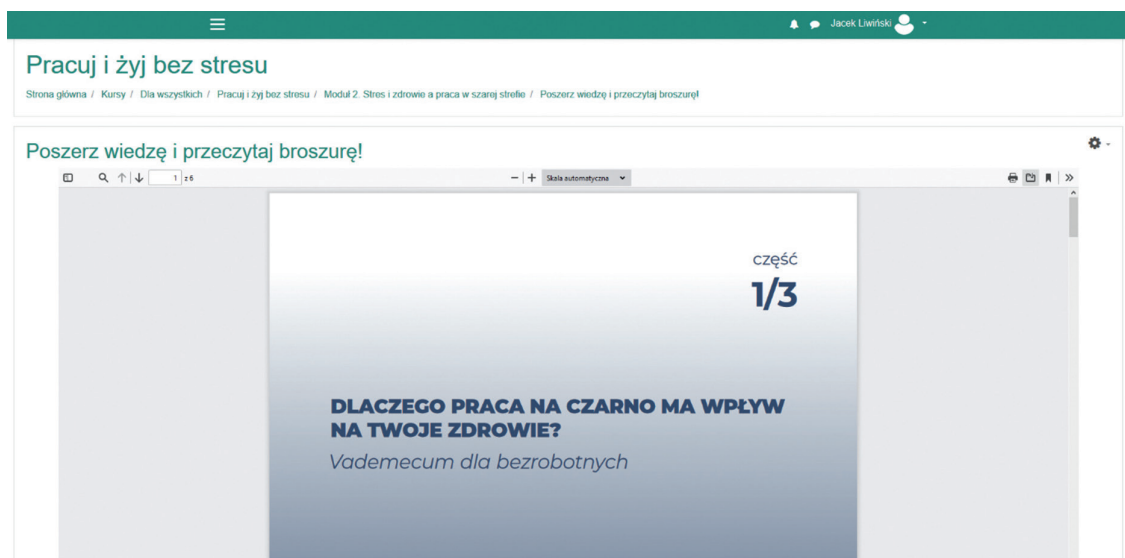 Jacek Liwiński
Pracuj i żyj bez stresu
Strona główna / Kursy / Dla wszystkich / Pracuj i żyj bez stresu / Moduł 2. Stres i zdrowie a praca w szarej strefie / Poszerz wiedzę i przeczytaj broszurę!
Poszerz wiedzę i przeczytaj broszurę!
1 z 6 Skala automatyczna
część
1/3
DLACZEGO PRACA NA CZARNO MA WPŁYW
NA TWOJE ZDROWIE?
Vademecum dla bezrobotnych